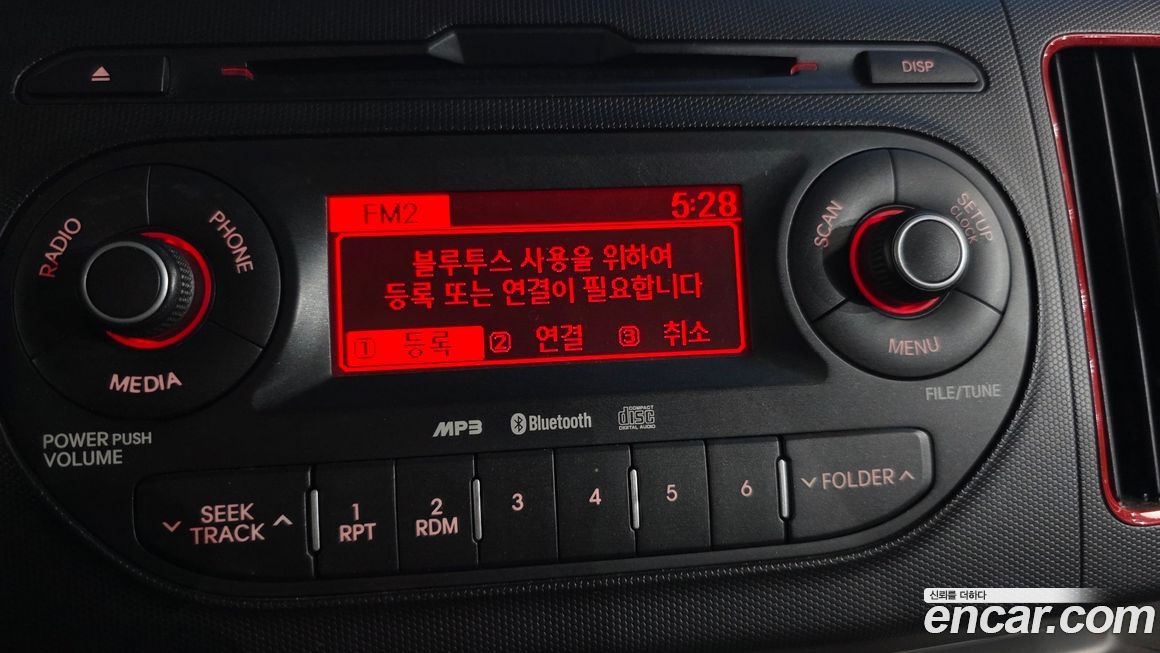 DISP
RADIO
PHONE
MEDIA
POWER PUSH
VOLUME
FM2
5:28
블루투스 사용을 위하여
등록 또는 연결이 필요합니다
1 등록 2 연결 3 취소
SCAN
SETUP
CLOCK
MENU
FILE/TUNE
MP3
Bluetooth
COMPACT
disc
DIGITAL AUDIO
SEEK
TRACK
1
RPT
2
RDM
3
4
5
6
FOLDER
신뢰를 더하다
encar.com